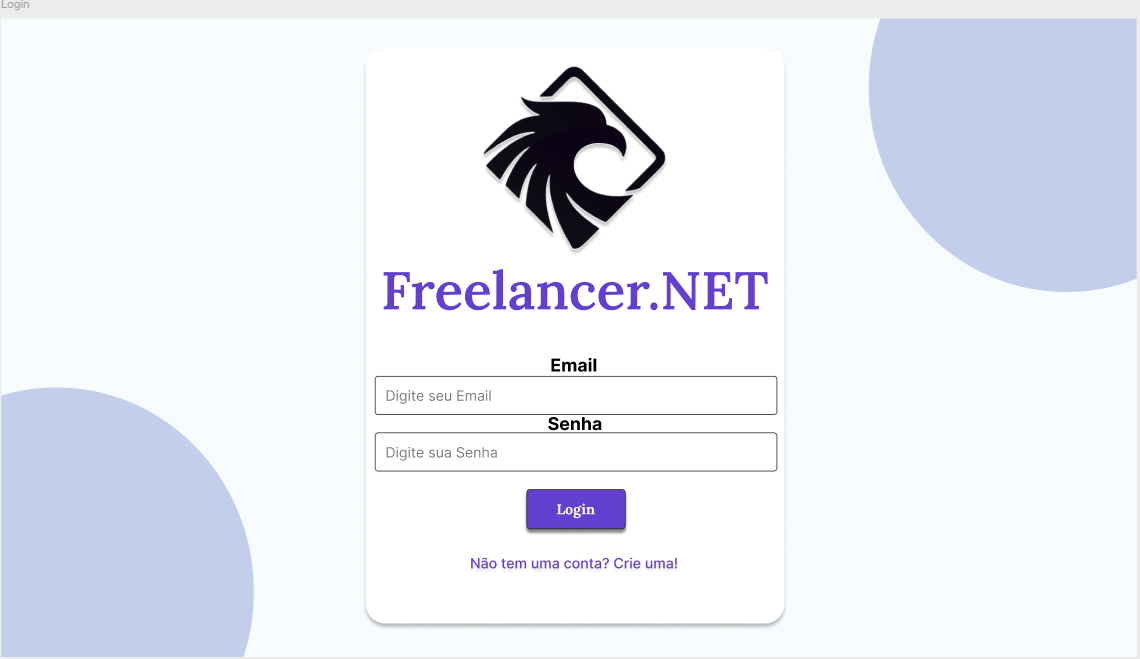 Login
Freelancer.NET
Email
Digite seu Email
Senha
Digite sua Senha
Login
Não tem uma conta? Crie uma!